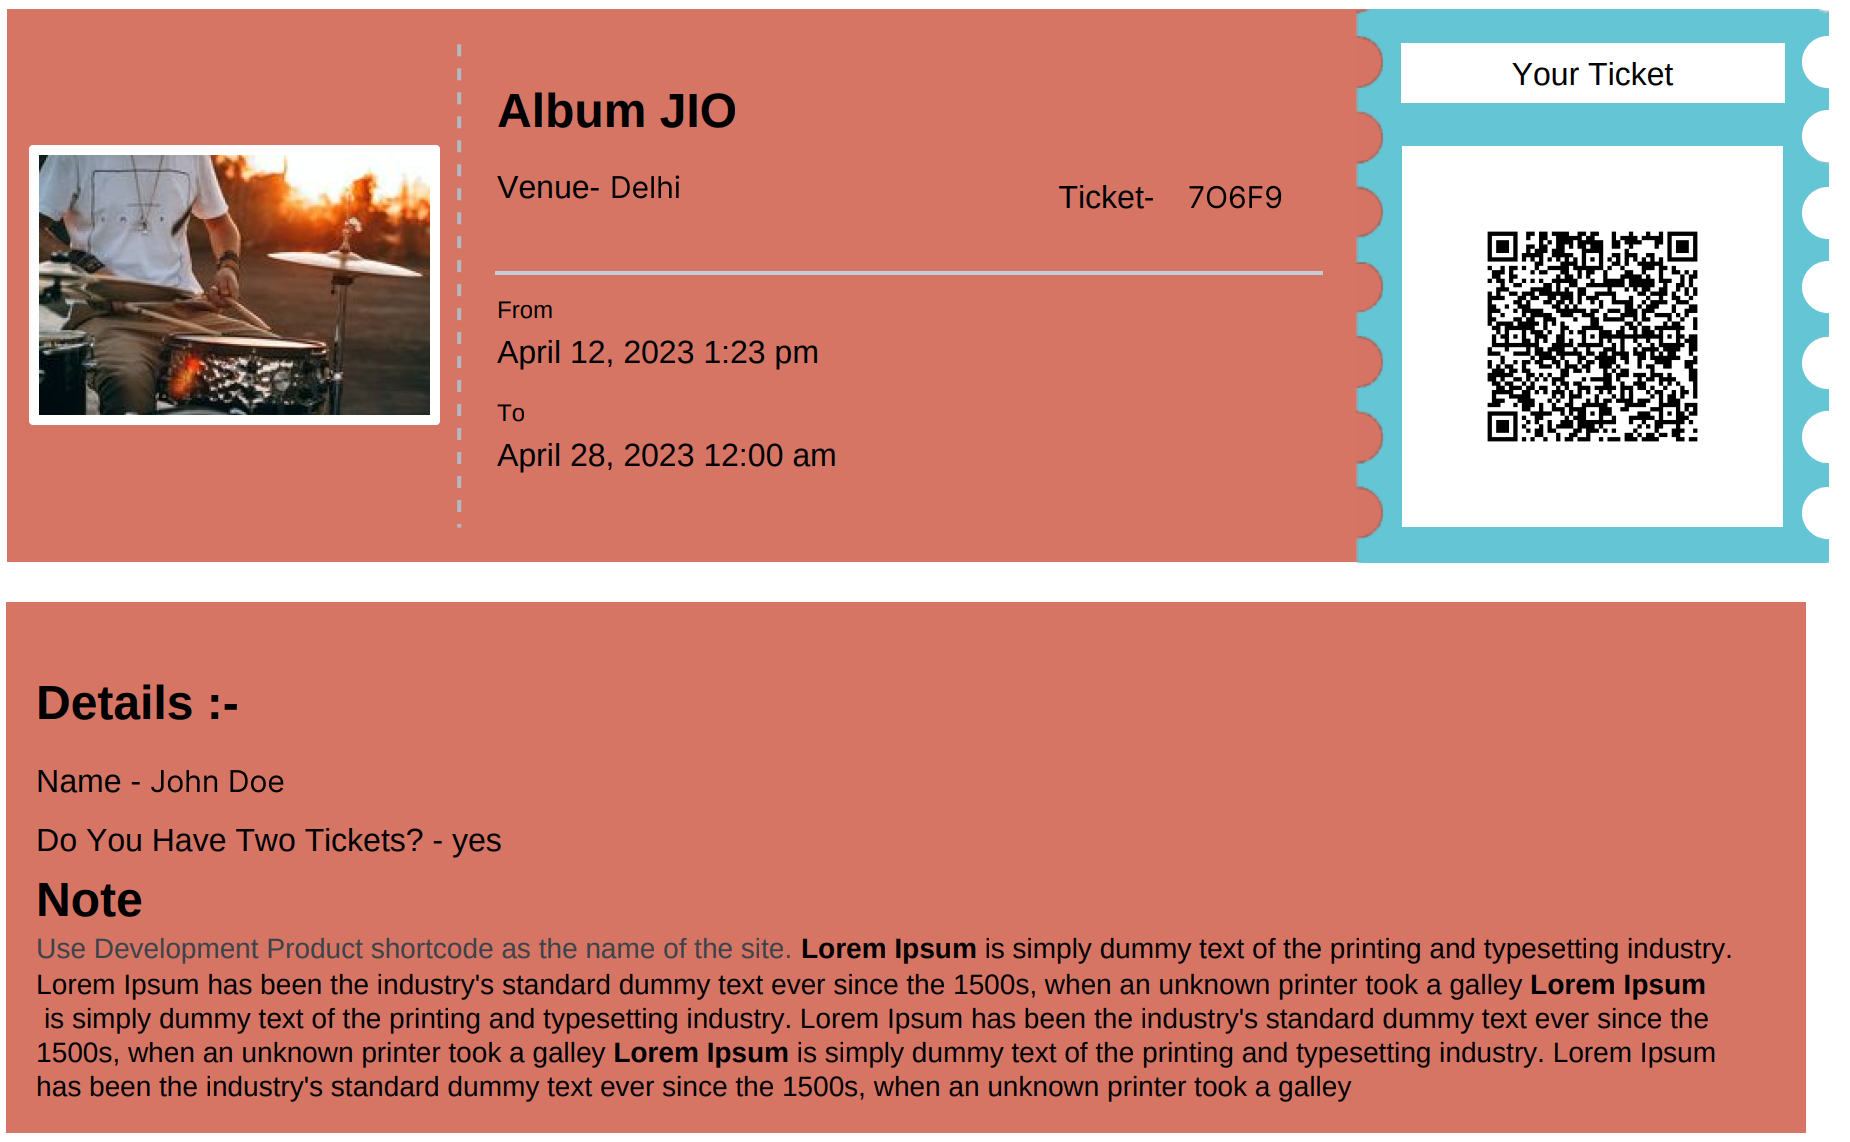 Album JIO
Venue- Delhi
Ticket- 7O6F9
From
April 12, 2023 1:23 pm
To
April 28, 2023 12:00 am
Your Ticket
Details :-
Name - John Doe
Do You Have Two Tickets? - yes
Note
Use Development Product shortcode as the name of the site. Lorem Ipsum is simply dummy text of the printing and typesetting industry.
Lorem Ipsum has been the industry's standard dummy text ever since the 1500s, when an unknown printer took a galley Lorem Ipsum
is simply dummy text of the printing and typesetting industry. Lorem Ipsum has been the industry's standard dummy text ever since the
1500s, when an unknown printer took a galley Lorem Ipsum is simply dummy text of the printing and typesetting industry. Lorem Ipsum
has been the industry's standard dummy text ever since the 1500s, when an unknown printer took a galley